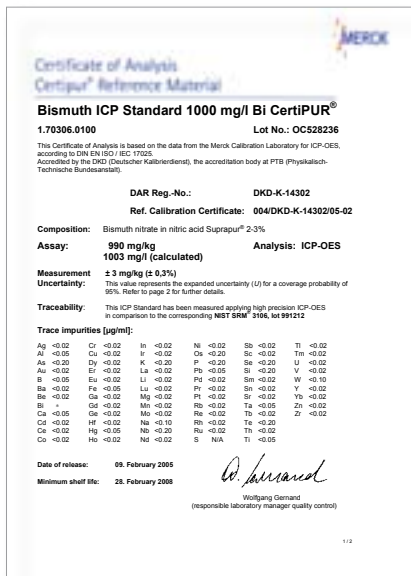 MERCK
Certificate of Analysis
Certipur® Reference Material
Bismuth ICP Standard 1000 mg/l Bi CertiPUR®
1.70306.0100 Lot No.: OC528236
This Certificate of Analysis is based on the data from the Merck Calibration Laboratory for ICP-OES,
according to DIN EN ISO / IEC 17025.
Accredited by the DKD (Deutscher Kalibrierdienst), the accreditation body at PTB (Physikalisch-
Technische Bundesanstalt).
DAR Reg.-No.: DKD-K-14302
Ref. Calibration Certificate: 004/DKD-K-14302/05-02
Composition: Bismuth nitrate in nitric acid Suprapur® 2-3%
Assay: 990 mg/kg Analysis: ICP-OES
1003 mg/l (calculated)
Measurement ± 3 mg/kg (± 0,3%)
Uncertainty: This value represents the expanded uncertainty (U) for a coverage probability of
95%. Refer to page 2 for further details.
Traceability: This ICP Standard has been measured applying high precision ICP-OES
in comparison to the corresponding NIST SRM® 3106, lot 991212
Trace impurities [µg/ml]:
Ag <0.02 Cr <0.02 In <0.02 Ni <0.02 Sb <0.02 Tl <0.02
Al <0.05 Cu <0.02 Ir <0.02 Os <0.20 Sc <0.02 Tm <0.02
As <0.20 Dy <0.02 K <0.20 P <0.20 Se <0.20 U <0.02
Au <0.02 Er <0.02 La <0.02 Pb <0.05 Si <0.20 V <0.02
B <0.05 Eu <0.02 Li <0.02 Pd <0.02 Sm <0.02 W <0.10
Ba <0.02 Fe <0.05 Lu <0.02 Pr <0.02 Sn <0.02 Y <0.02
Be <0.02 Ga <0.02 Mg <0.02 Pt <0.02 Sr <0.02 Yb <0.02
Bi - Gd <0.02 Mn <0.02 Rb <0.02 Ta <0.05 Zn <0.02
Ca <0.05 Ge <0.02 Mo <0.02 Re <0.02 Tb <0.02 Zr <0.02
Cd <0.02 Hf <0.02 Na <0.10 Rh <0.02 Te <0.20
Ce <0.02 Hg <0.05 Nb <0.20 Ru <0.02 Th <0.02
Co <0.02 Ho <0.02 Nd <0.02 S N/A Ti <0.05
Date of release: 09. February 2005
Minimum shelf life: 28. February 2008
W. Gernand
Wolfgang Gernand
(responsible laboratory manager quality control)
1 / 2